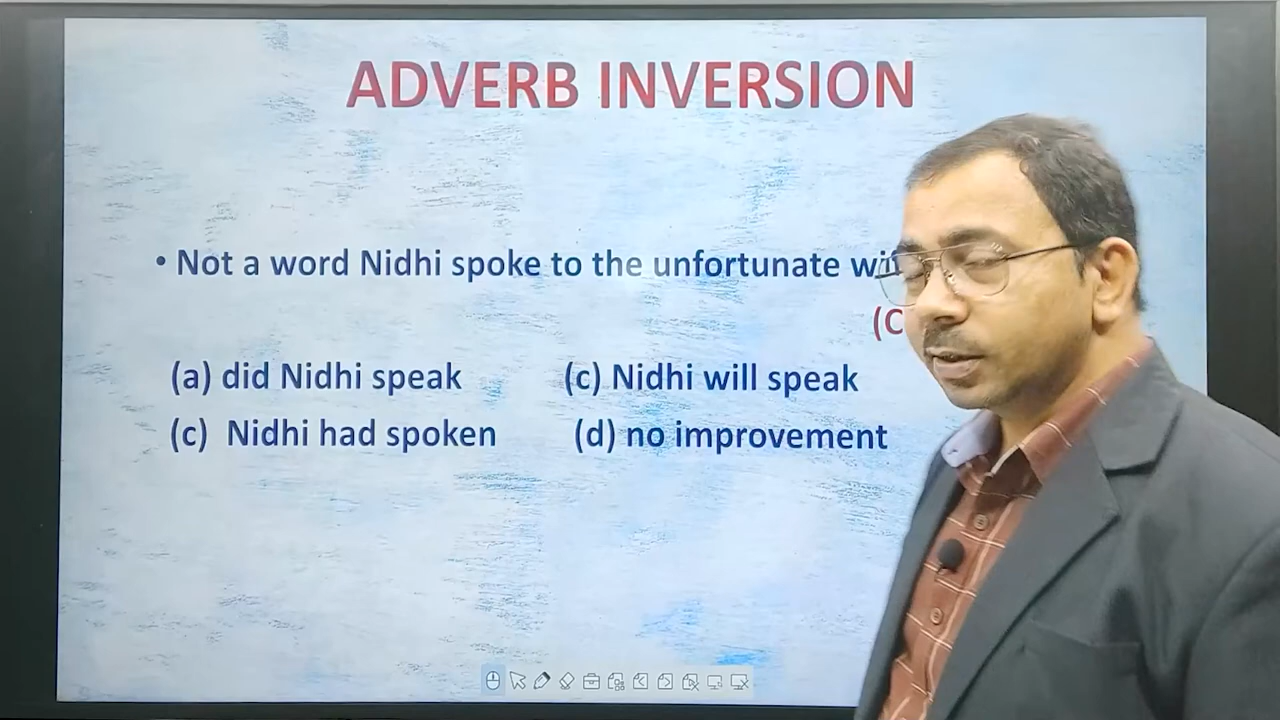 ADVERB INVERSION
• Not a word Nidhi spoke to the unfortunate
(a) did Nidhi speak (c) Nidhi will speak
(c) Nidhi had spoken (d) no improvement